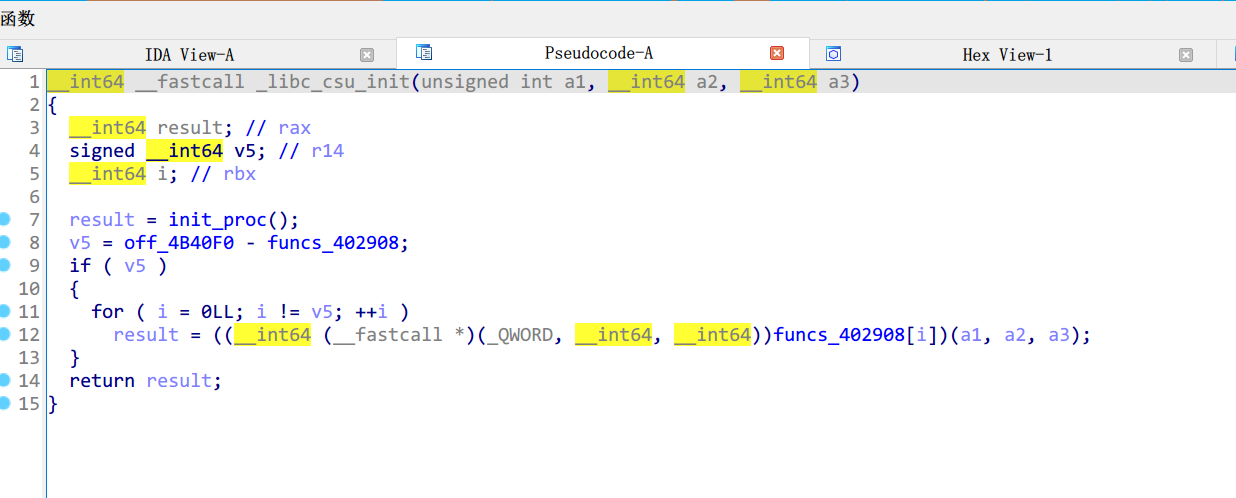 函数
IDA View-A Pseudocode-A Hex View-1
1 __int64 __fastcall _libc_csu_init(unsigned int a1, __int64 a2, __int64 a3)
2 {
3 __int64 result; // rax
4 signed __int64 v5; // r14
5 __int64 i; // rbx
6
7 result = init_proc();
8 v5 = off_4B40F0 - funcs_402908;
9 if ( v5 )
10 {
11 for ( i = 0LL; i != v5; ++i )
12 result = ((__int64 (__fastcall *)(_QWORD, __int64, __int64))funcs_402908[i])(a1, a2, a3);
13 }
14 return result;
15 }